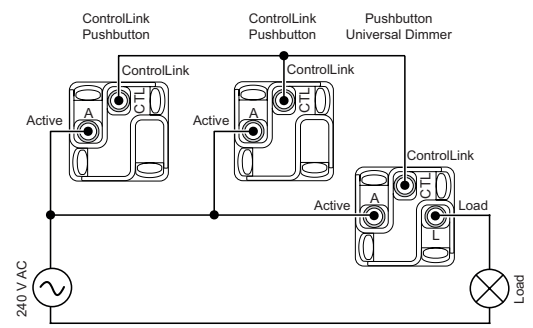 ControlLink
Pushbutton
ControlLink
Pushbutton
Pushbutton
Universal Dimmer
ControlLink
ControlLink
CTL
CTL
A
A
Active
Active
ControlLink
CTL
Active
A
Load
L
240 V AC
Load